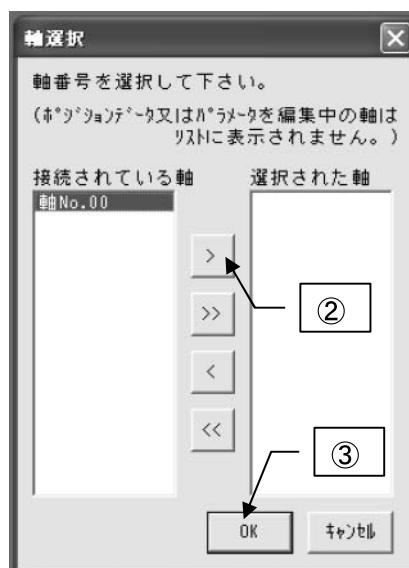 軸選択
軸番号を選択して下さい。
(ﾎﾟｼﾞｼｮﾝﾃﾞｰﾀ又はﾊﾟﾗﾒｰﾀを編集中の軸は
ﾘｽﾄに表示されません。)
接続されている軸 選択された軸
軸No.00
>
②
>>
<
<<
③
OK ｷｬﾝｾﾙ